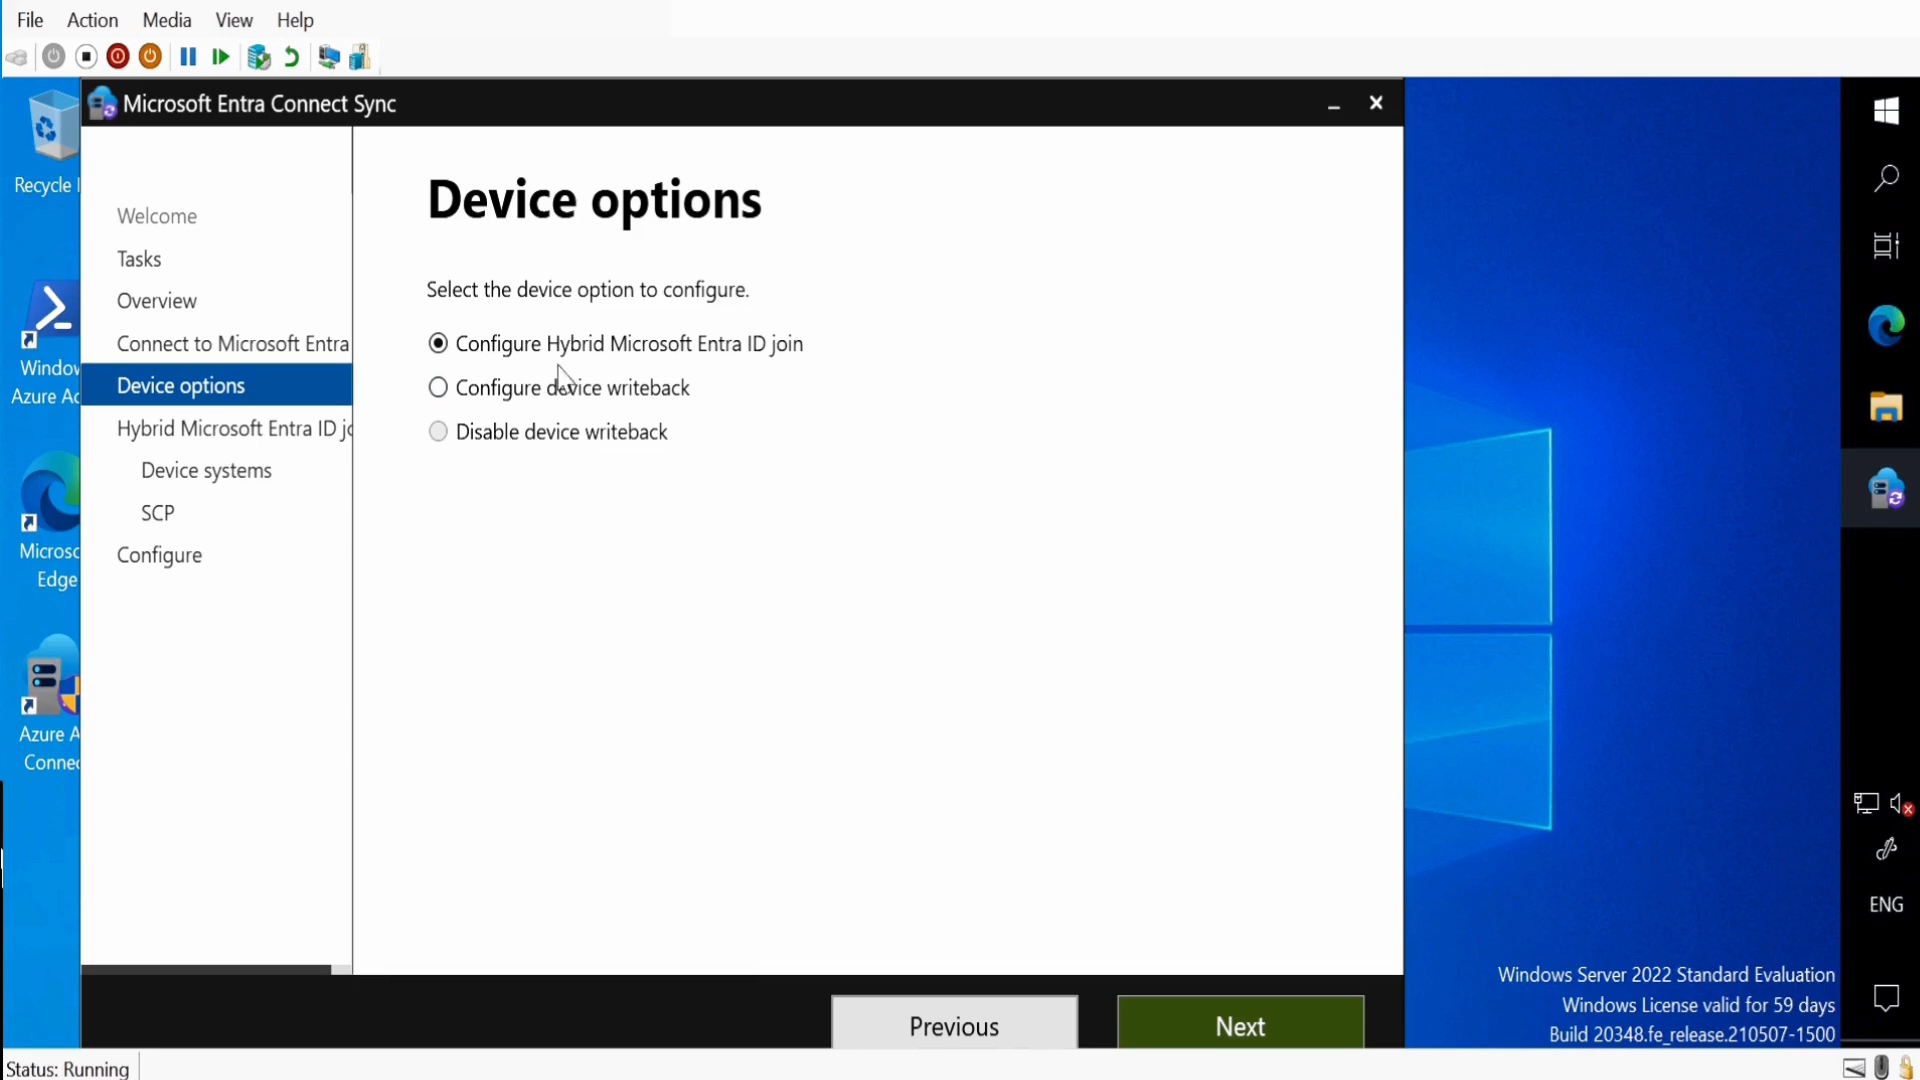 File Action Media View Help
Microsoft Entra Connect Sync
Recycle
Welcome
Tasks
Overview
Connect to Microsoft Entra
Device options
Hybrid Microsoft Entra ID
Device systems
SCP
Configure
Device options
Select the device option to configure.
Configure Hybrid Microsoft Entra ID join
Configure device writeback
Disable device writeback
Azure
Edge
Azure
Previous
Next
Windows Server 2022 Standard Evaluation
Windows License valid for 59 days
Build 20348.fe_release.210507-1500
ENG
Status: Running